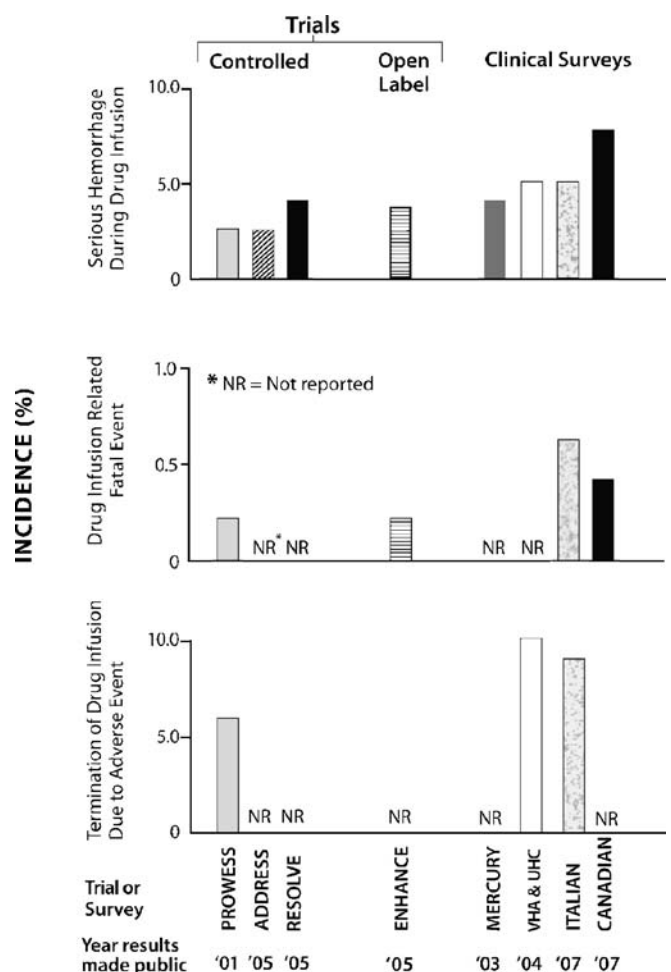 Trials
Controlled
Open
Label
Clinical Surveys
INCIDENCE (%)
Serious Hemorrhage
During Drug Infusion
10.0
5.0
0
Drug Infusion Related
Fatal Event
1.0
0.5
0
* NR = Not reported
NR* NR
NR NR
Termination of Drug Infusion
Due to Adverse Event
10.0
5.0
0
NR NR NR NR NR
Trial or
Survey
PROWESS
ADDRESS
RESOLVE
ENHANCE
MERCURY
VHA & UHC
ITALIAN
CANADIAN
Year results
made public
'01 '05 '05 '05 '03 '04 '07 '07